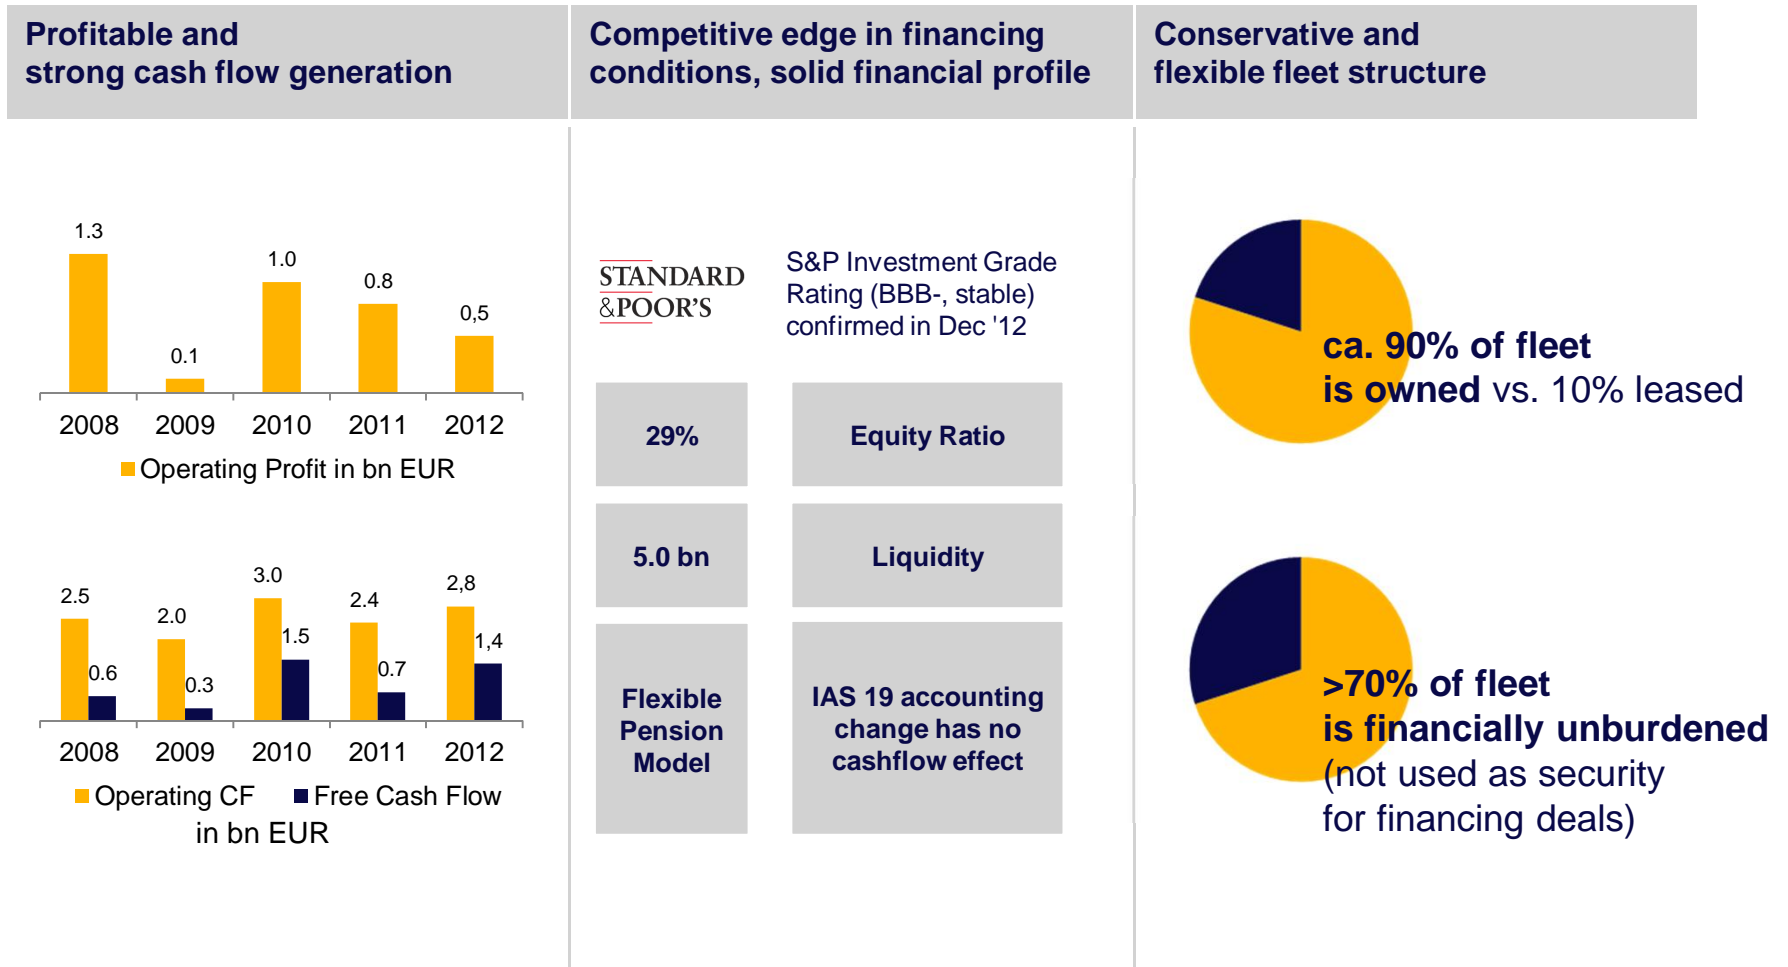 Profitable and
strong cash flow generation
Competitive edge in financing
conditions, solid financial profile
Conservative and
flexible fleet structure
1.3
0.1
1.0
0.8
0,5
2008 2009 2010 2011 2012
Operating Profit in bn EUR
2.5
0.6
2.0
0.3
3.0
1.5
2.4
0.7
2,8
1,4
2008 2009 2010 2011 2012
Operating CF Free Cash Flow
in bn EUR
STANDARD
&POOR'S
S&P Investment Grade
Rating (BBB-, stable)
confirmed in Dec '12
29%
Equity Ratio
5.0 bn
Liquidity
Flexible
Pension
Model
IAS 19 accounting
change has no
cashflow effect
ca. 90% of fleet
is owned vs. 10% leased
>70% of fleet
is financially unburdened
(not used as security
for financing deals)